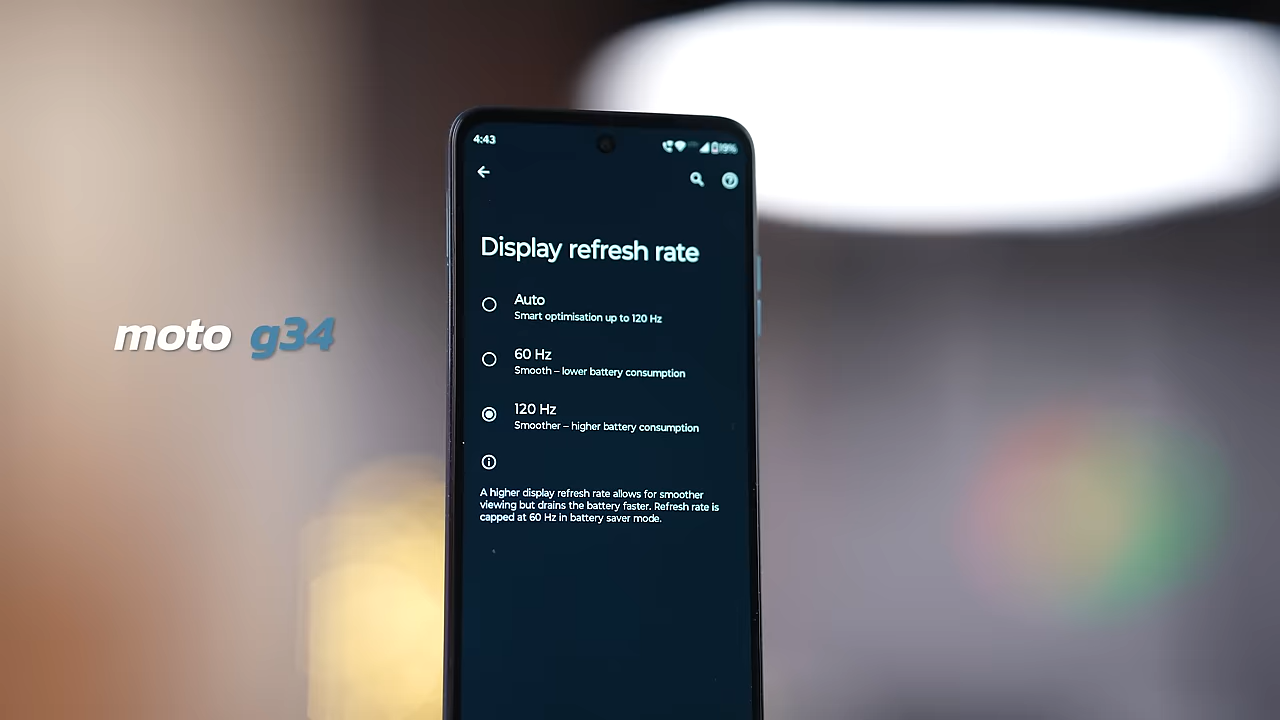 4:43
19%
Display refresh rate
Auto
Smart optimisation up to 120 Hz
60 Hz
Smooth – lower battery consumption
moto g34
120 Hz
Smoother – higher battery consumption
A higher display refresh rate allows for smoother
viewing but drains the battery faster. Refresh rate is
capped at 60 Hz in battery saver mode.